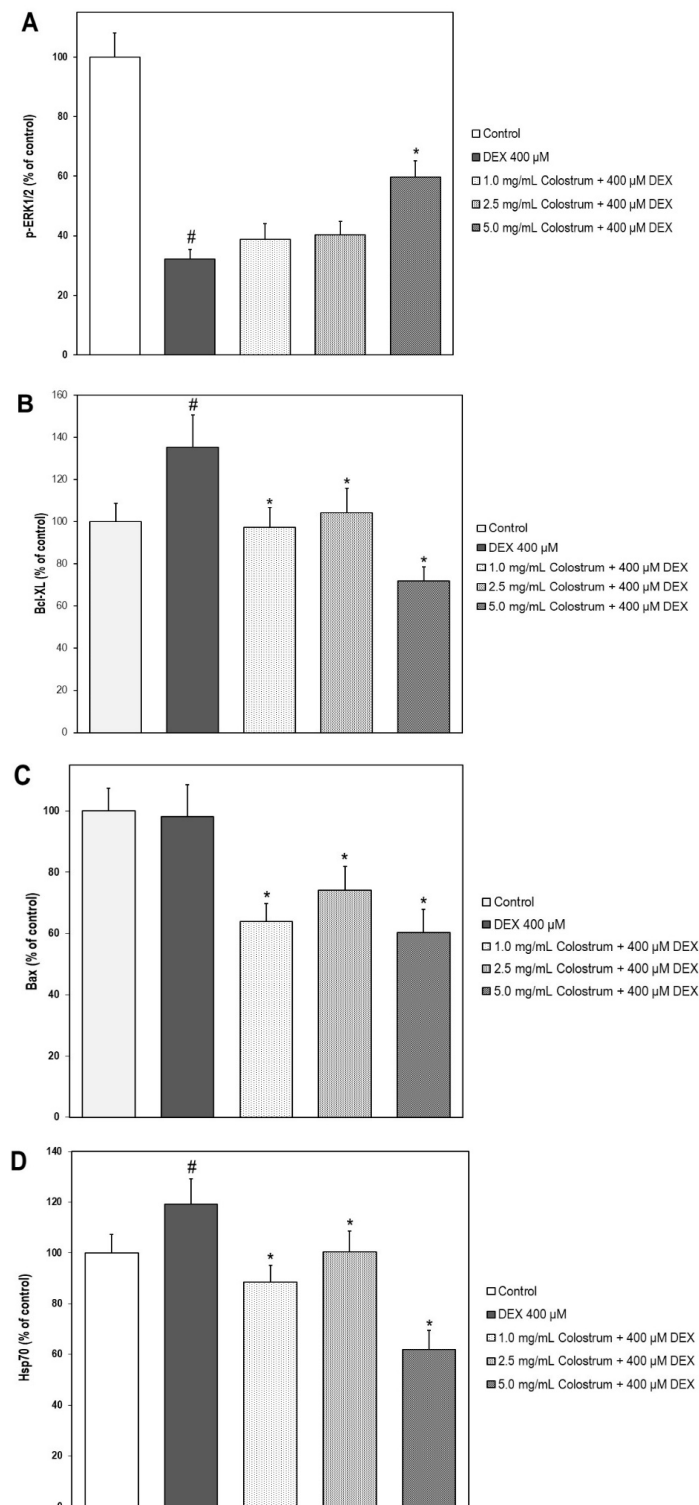 A
p-ERK1/2 (% of control)
100
80
60
40
20
0
#
*
Control
DEX 400 µM
1.0 mg/mL Colostrum + 400 µM DEX
2.5 mg/mL Colostrum + 400 µM DEX
5.0 mg/mL Colostrum + 400 µM DEX
B
Bcl-XL (% of control)
160
140
120
100
80
60
40
20
0
#
*
*
*
Control
DEX 400 µM
1.0 mg/mL Colostrum + 400 µM DEX
2.5 mg/mL Colostrum + 400 µM DEX
5.0 mg/mL Colostrum + 400 µM DEX
C
Bax (% of control)
100
80
60
40
20
0
*
*
*
Control
DEX 400 µM
1.0 mg/mL Colostrum + 400 µM DEX
2.5 mg/mL Colostrum + 400 µM DEX
5.0 mg/mL Colostrum + 400 µM DEX
D
Hsp70 (% of control)
140
120
100
80
60
40
20
0
#
*
*
*
Control
DEX 400 µM
1.0 mg/mL Colostrum + 400 µM DEX
2.5 mg/mL Colostrum + 400 µM DEX
5.0 mg/mL Colostrum + 400 µM DEX